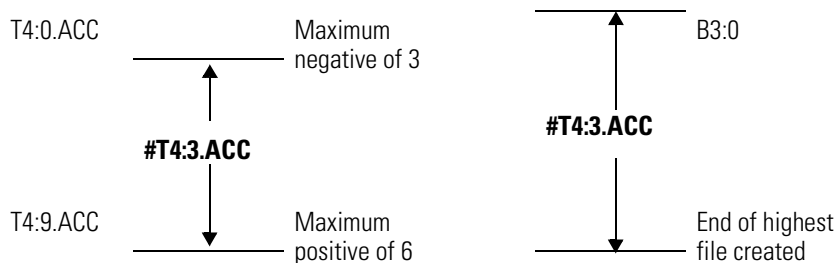 T4:0.ACC
Maximum
negative of 3
#T4:3.ACC
T4:9.ACC
Maximum
positive of 6
B3:0
#T4:3.ACC
End of highest
file created